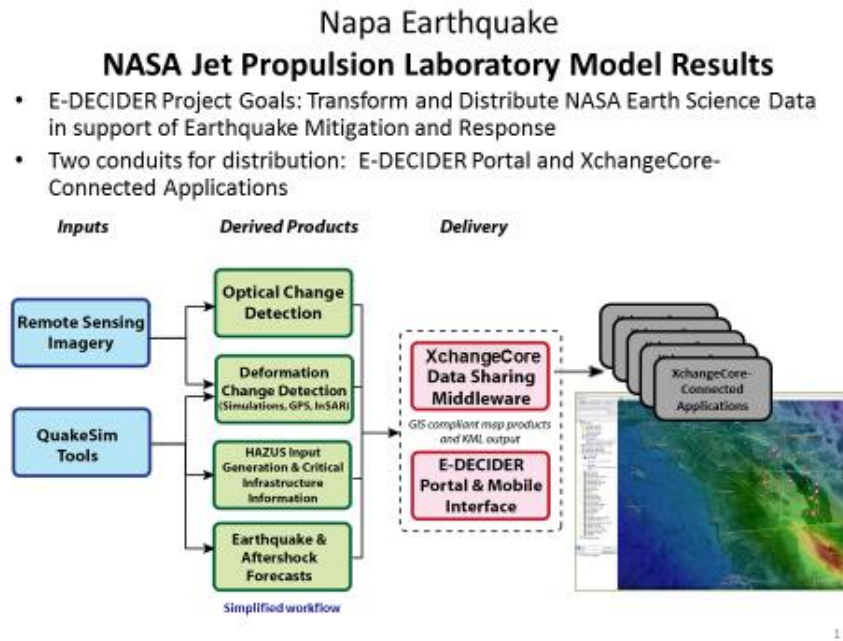 Napa Earthquake
NASA Jet Propulsion Laboratory Model Results
• E-DECIDER Project Goals: Transform and Distribute NASA Earth Science Data
in support of Earthquake Mitigation and Response
• Two conduits for distribution: E-DECIDER Portal and XchangeCore-
Connected Applications
Inputs
Derived Products
Delivery
Remote Sensing
Imagery
QuakeSim
Tools
Optical Change
Detection
Deformation
Change Detection
(Simulations, GPS, InSAR)
HAZUS Input
Generation & Critical
Infrastructure
Information
Earthquake &
Aftershock
Forecasts
Simplified workflow
XchangeCore
Data Sharing
Middleware
GIS compliant map products
and KML output
E-DECIDER
Portal & Mobile
Interface
XchangeCore-
Connected
Applications
1